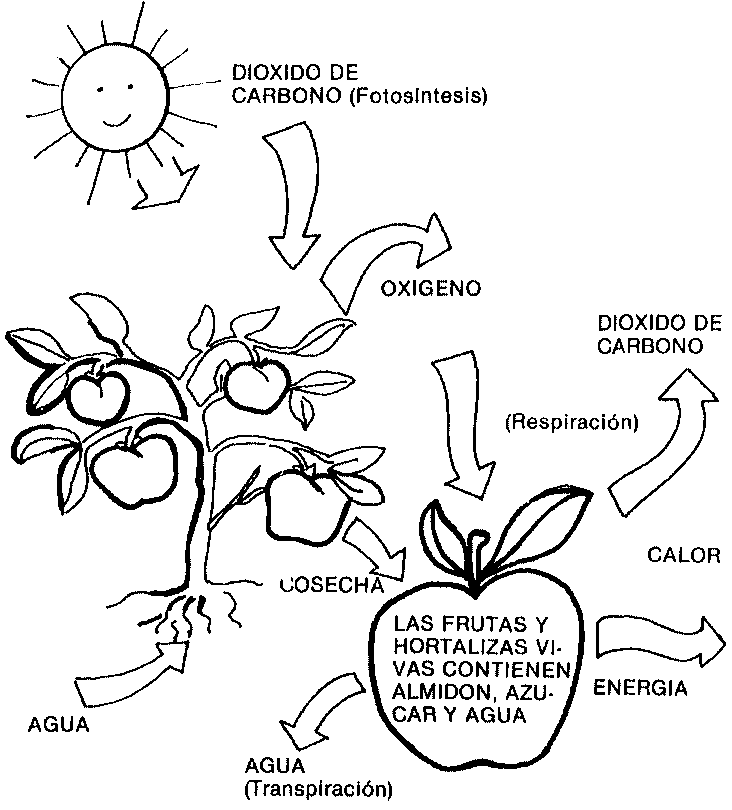 DIOXIDO DE
CARBONO (Fotosíntesis)
OXIGENO
DIOXIDO DE
CARBONO
(Respiración)
CALOR
COSECHA
LAS FRUTAS Y
HORTALIZAS VI-
VAS CONTIENEN
ALMIDON, AZU-
CAR Y AGUA
ENERGIA
AGUA
AGUA
(Transpiración)